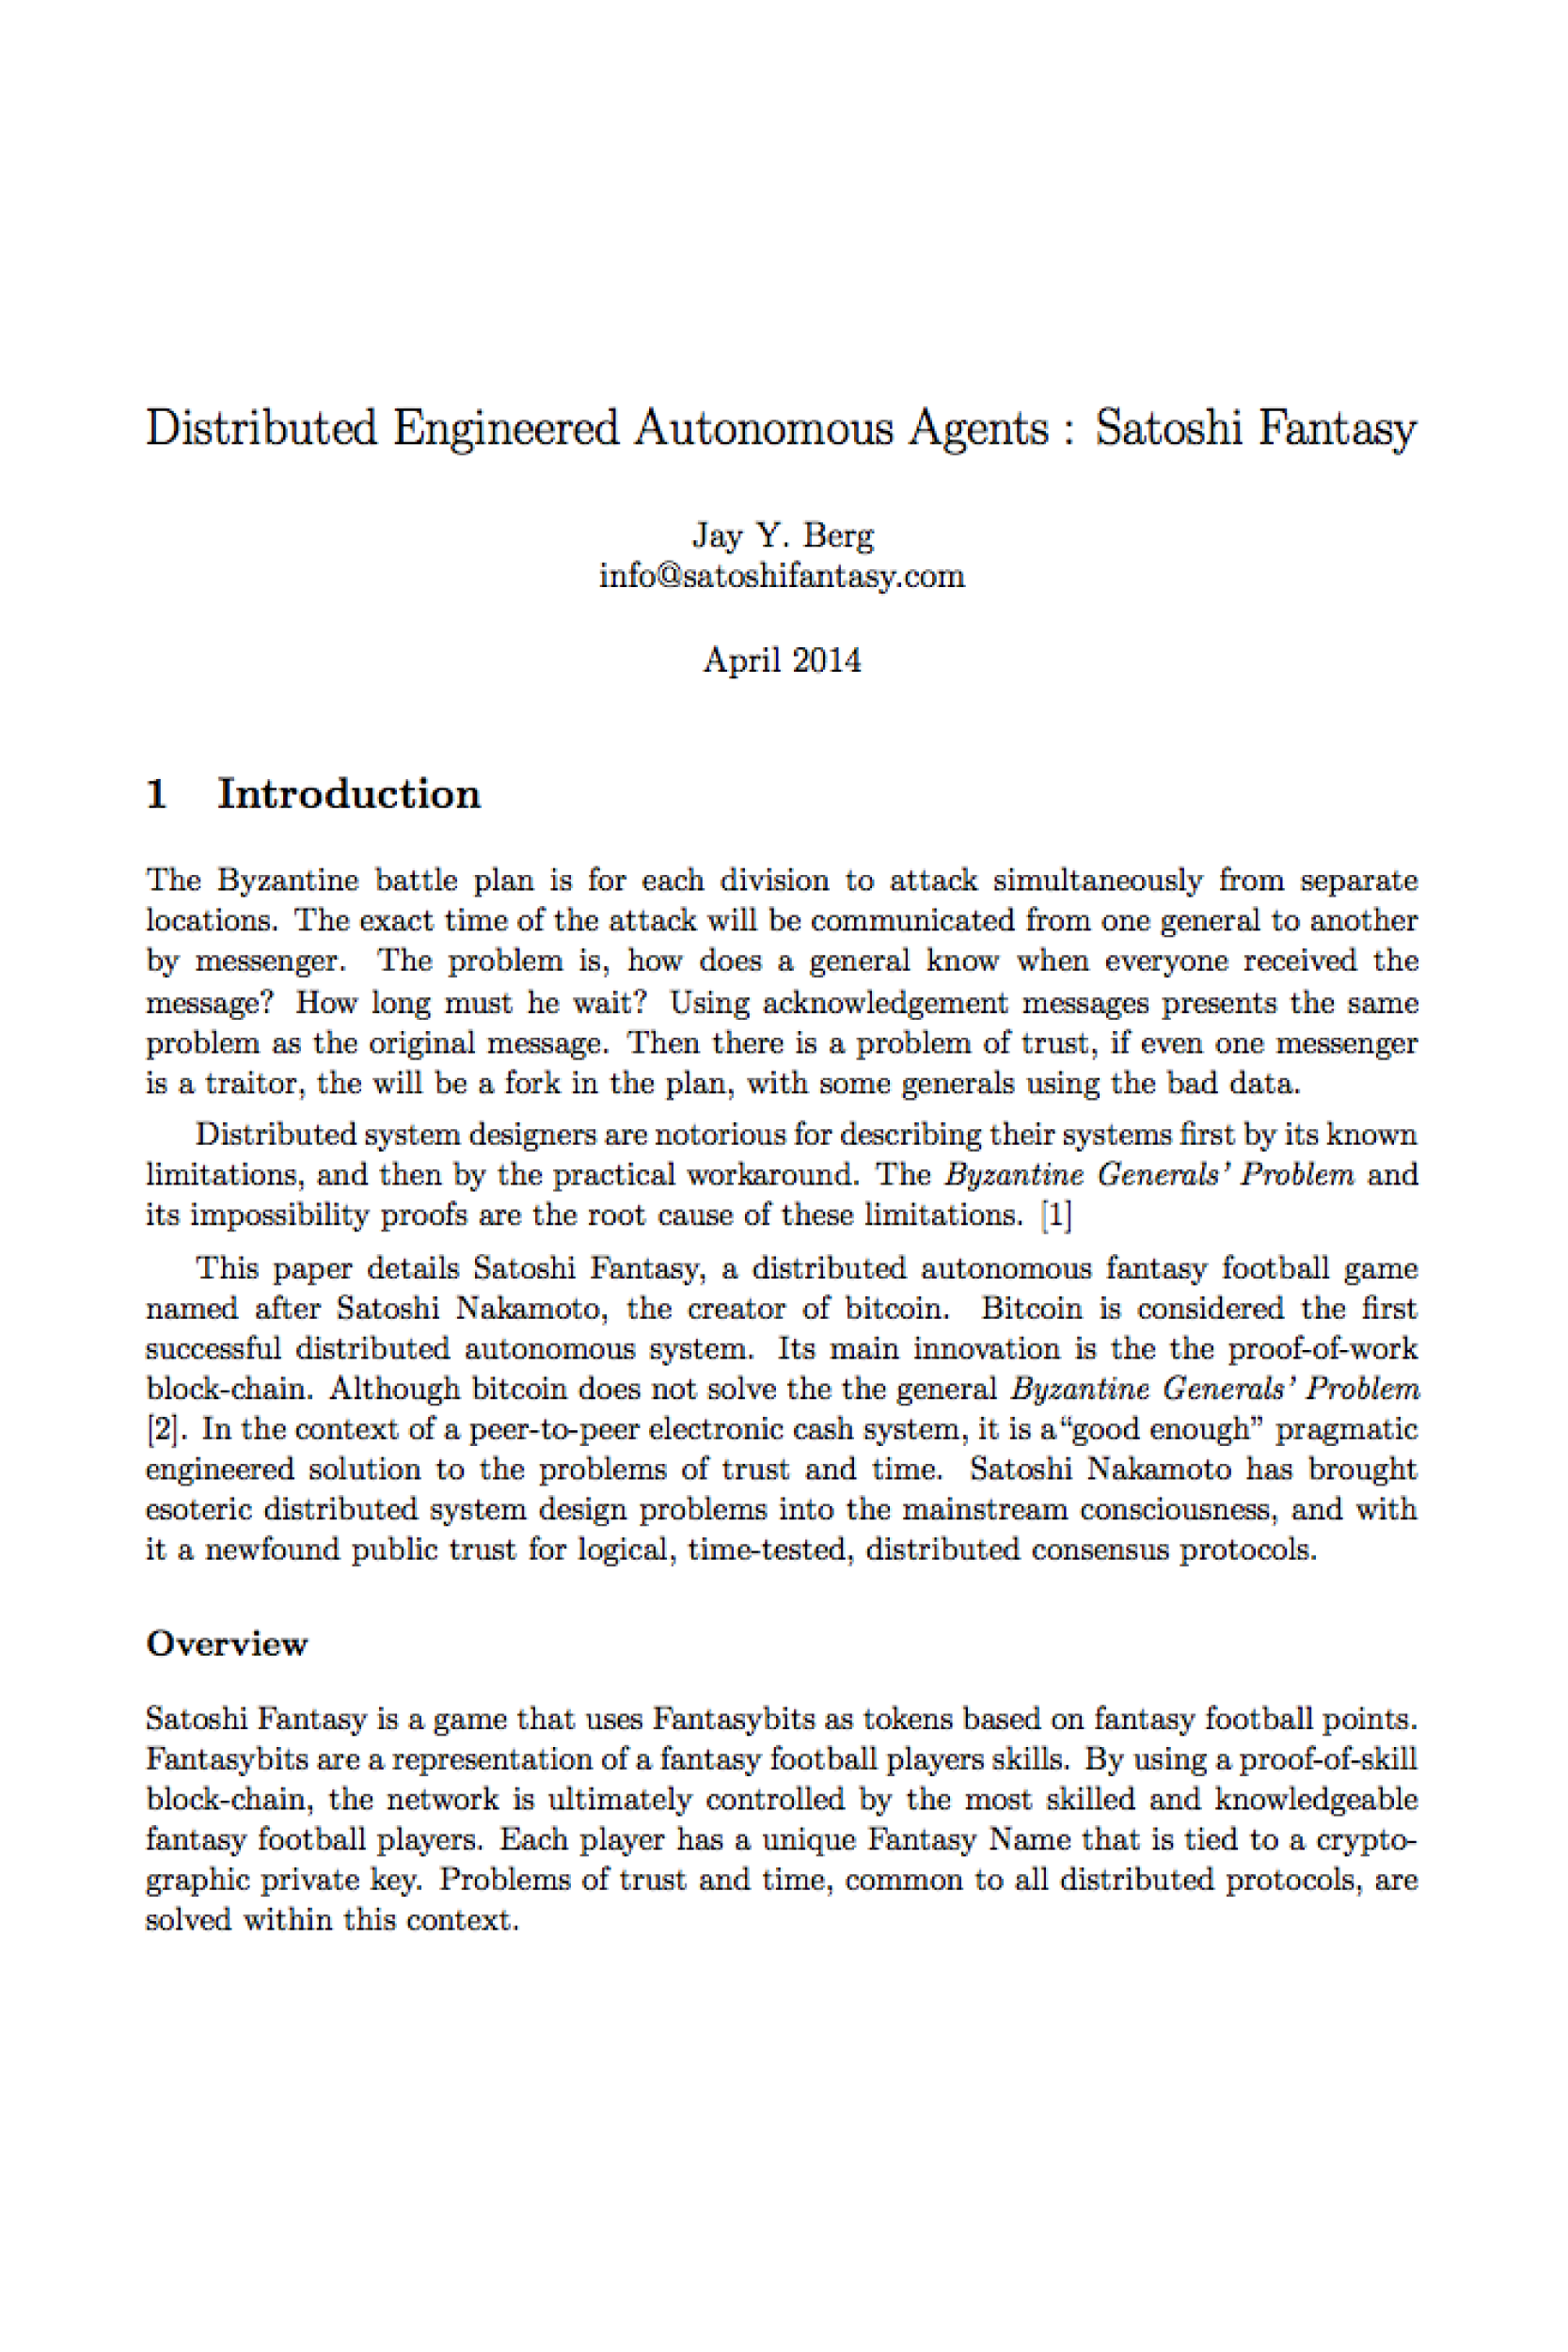 Distributed Engineered Autonomous Agents : Satoshi Fantasy
Jay Y. Berg
info@satoshifantasy.com
April 2014
1 Introduction
The Byzantine battle plan is for each division to attack simultaneously from separate
locations. The exact time of the attack will be communicated from one general to another
by messenger. The problem is, how does a general know when everyone received the
message? How long must he wait? Using acknowledgement messages presents the same
problem as the original message. Then there is a problem of trust, if even one messenger
is a traitor, the will be a fork in the plan, with some generals using the bad data.
Distributed system designers are notorious for describing their systems first by its known
limitations, and then by the practical workaround. The Byzantine Generals' Problem and
its impossibility proofs are the root cause of these limitations. [1]
This paper details Satoshi Fantasy, a distributed autonomous fantasy football game
named after Satoshi Nakamoto, the creator of bitcoin. Bitcoin is considered the first
successful distributed autonomous system. Its main innovation is the the proof-of-work
block-chain. Although bitcoin does not solve the the general Byzantine Generals' Problem
[2]. In the context of a peer-to-peer electronic cash system, it is a“good enough” pragmatic
engineered solution to the problems of trust and time. Satoshi Nakamoto has brought
esoteric distributed system design problems into the mainstream consciousness, and with
it a newfound public trust for logical, time-tested, distributed consensus protocols.
Overview
Satoshi Fantasy is a game that uses Fantasybits as tokens based on fantasy football points.
Fantasybits are a representation of a fantasy football players skills. By using a proof-of-skill
block-chain, the network is ultimately controlled by the most skilled and knowledgeable
fantasy football players. Each player has a unique Fantasy Name that is tied to a crypto-
graphic private key. Problems of trust and time, common to all distributed protocols, are
solved within this context.